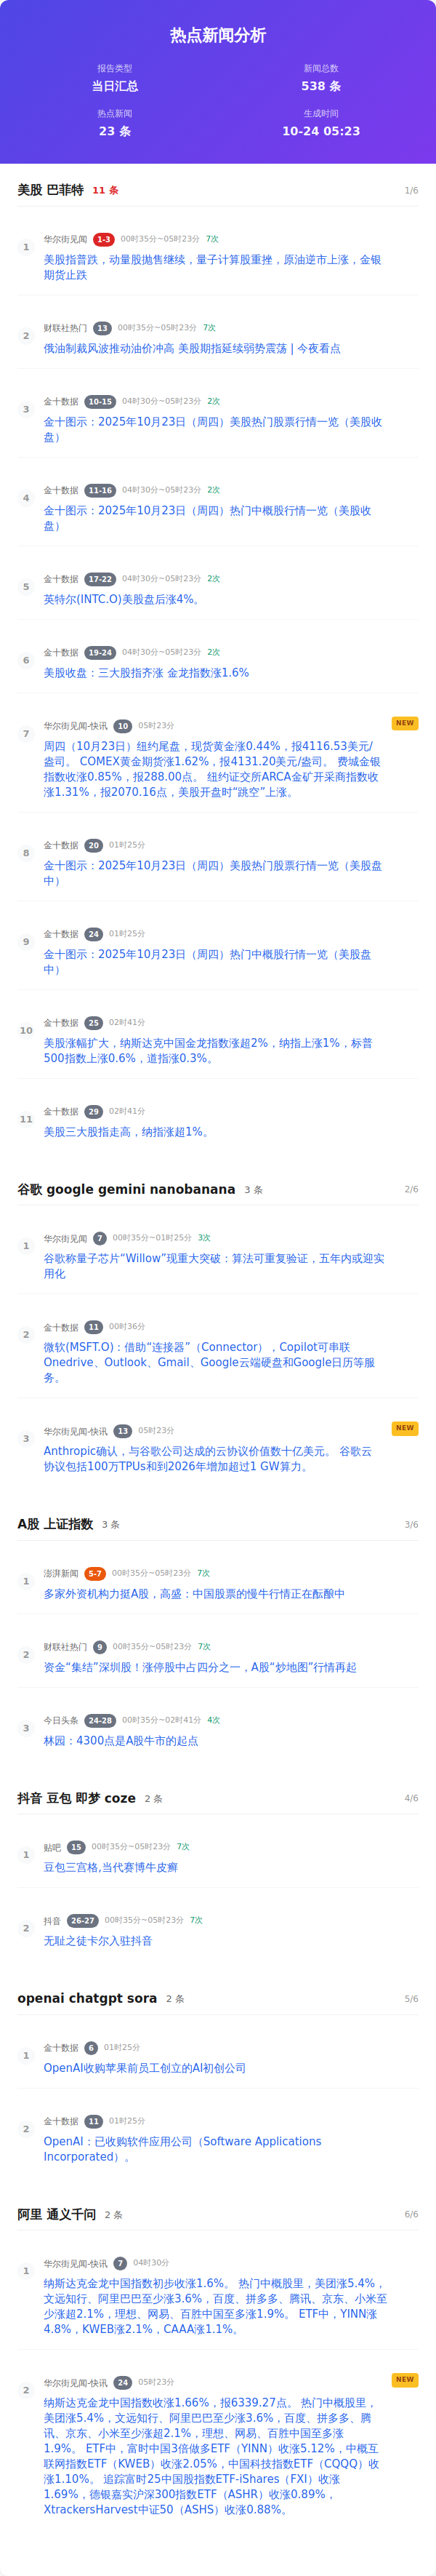 热点新闻分析
报告类型
当日汇总
新闻总数
538 条
热点新闻
23 条
生成时间
10-24 05:23
美股 巴菲特 11 条 1/6
1
华尔街见闻 1-3 00时35分~05时23分 7次
美股指普跌，动量股抛售继续，量子计算股重挫，原油逆市上涨，金银
期货止跌
2
财联社热门 13 00时35分~05时23分 7次
俄油制裁风波推动油价冲高 美股期指延续弱势震荡 | 今夜看点
3
金十数据 10-15 04时30分~05时23分 2次
金十图示：2025年10月23日（周四）美股热门股票行情一览（美股收
盘）
4
金十数据 11-16 04时30分~05时23分 2次
金十图示：2025年10月23日（周四）热门中概股行情一览（美股收
盘）
5
金十数据 17-22 04时30分~05时23分 2次
英特尔(INTC.O)美股盘后涨4%。
6
金十数据 19-24 04时30分~05时23分 2次
美股收盘：三大股指齐涨 金龙指数涨1.6%
7
华尔街见闻-快讯 10 05时23分 NEW
周四（10月23日）纽约尾盘，现货黄金涨0.44%，报4116.53美元/
盎司。 COMEX黄金期货涨1.62%，报4131.20美元/盎司。 费城金银
指数收涨0.85%，报288.00点。 纽约证交所ARCA金矿开采商指数收
涨1.31%，报2070.16点，美股开盘时“跳空”上涨。
8
金十数据 20 01时25分
金十图示：2025年10月23日（周四）美股热门股票行情一览（美股盘
中）
9
金十数据 24 01时25分
金十图示：2025年10月23日（周四）热门中概股行情一览（美股盘
中）
10
金十数据 25 02时41分
美股涨幅扩大，纳斯达克中国金龙指数涨超2%，纳指上涨1%，标普
500指数上涨0.6%，道指涨0.3%。
11
金十数据 29 02时41分
美股三大股指走高，纳指涨超1%。
谷歌 google gemini nanobanana 3 条 2/6
1
华尔街见闻 7 00时35分~01时25分 3次
谷歌称量子芯片“Willow”现重大突破：算法可重复验证，五年内或迎实
用化
2
金十数据 11 00时36分
微软(MSFT.O)：借助“连接器”（Connector），Copilot可串联
Onedrive、Outlook、Gmail、Google云端硬盘和Google日历等服
务。
3
华尔街见闻-快讯 13 05时23分 NEW
Anthropic确认，与谷歌公司达成的云协议价值数十亿美元。 谷歌云
协议包括100万TPUs和到2026年增加超过1 GW算力。
A股 上证指数 3 条 3/6
1
澎湃新闻 5-7 00时35分~05时23分 7次
多家外资机构力挺A股，高盛：中国股票的慢牛行情正在酝酿中
2
财联社热门 9 00时35分~05时23分 7次
资金“集结”深圳股！涨停股中占四分之一，A股“炒地图”行情再起
3
今日头条 24-28 00时35分~02时41分 4次
林园：4300点是A股牛市的起点
抖音 豆包 即梦 coze 2 条 4/6
1
贴吧 15 00时35分~05时23分 7次
豆包三宫格,当代赛博牛皮癣
2
抖音 26-27 00时35分~05时23分 7次
无耻之徒卡尔入驻抖音
openai chatgpt sora 2 条 5/6
1
金十数据 6 01时25分
OpenAI收购苹果前员工创立的AI初创公司
2
金十数据 11 01时25分
OpenAI：已收购软件应用公司（Software Applications
Incorporated）。
阿里 通义千问 2 条 6/6
1
华尔街见闻-快讯 7 04时30分
纳斯达克金龙中国指数初步收涨1.6%。 热门中概股里，美团涨5.4%，
文远知行、阿里巴巴至少涨3.6%，百度、拼多多、腾讯、京东、小米至
少涨超2.1%，理想、网易、百胜中国至多涨1.9%。 ETF中，YINN涨
4.8%，KWEB涨2.1%，CAAA涨1.1%。
2
华尔街见闻-快讯 24 05时23分 NEW
纳斯达克金龙中国指数收涨1.66%，报6339.27点。 热门中概股里，
美团涨5.4%，文远知行、阿里巴巴至少涨3.6%，百度、拼多多、腾
讯、京东、小米至少涨超2.1%，理想、网易、百胜中国至多涨
1.9%。 ETF中，富时中国3倍做多ETF（YINN）收涨5.12%，中概互
联网指数ETF（KWEB）收涨2.05%，中国科技指数ETF（CQQQ）收
涨1.10%。 追踪富时25中国股指数ETF-iShares（FXI）收涨
1.69%，德银嘉实沪深300指数ETF（ASHR）收涨0.89%，
XtrackersHarvest中证50（ASHS）收涨0.88%。